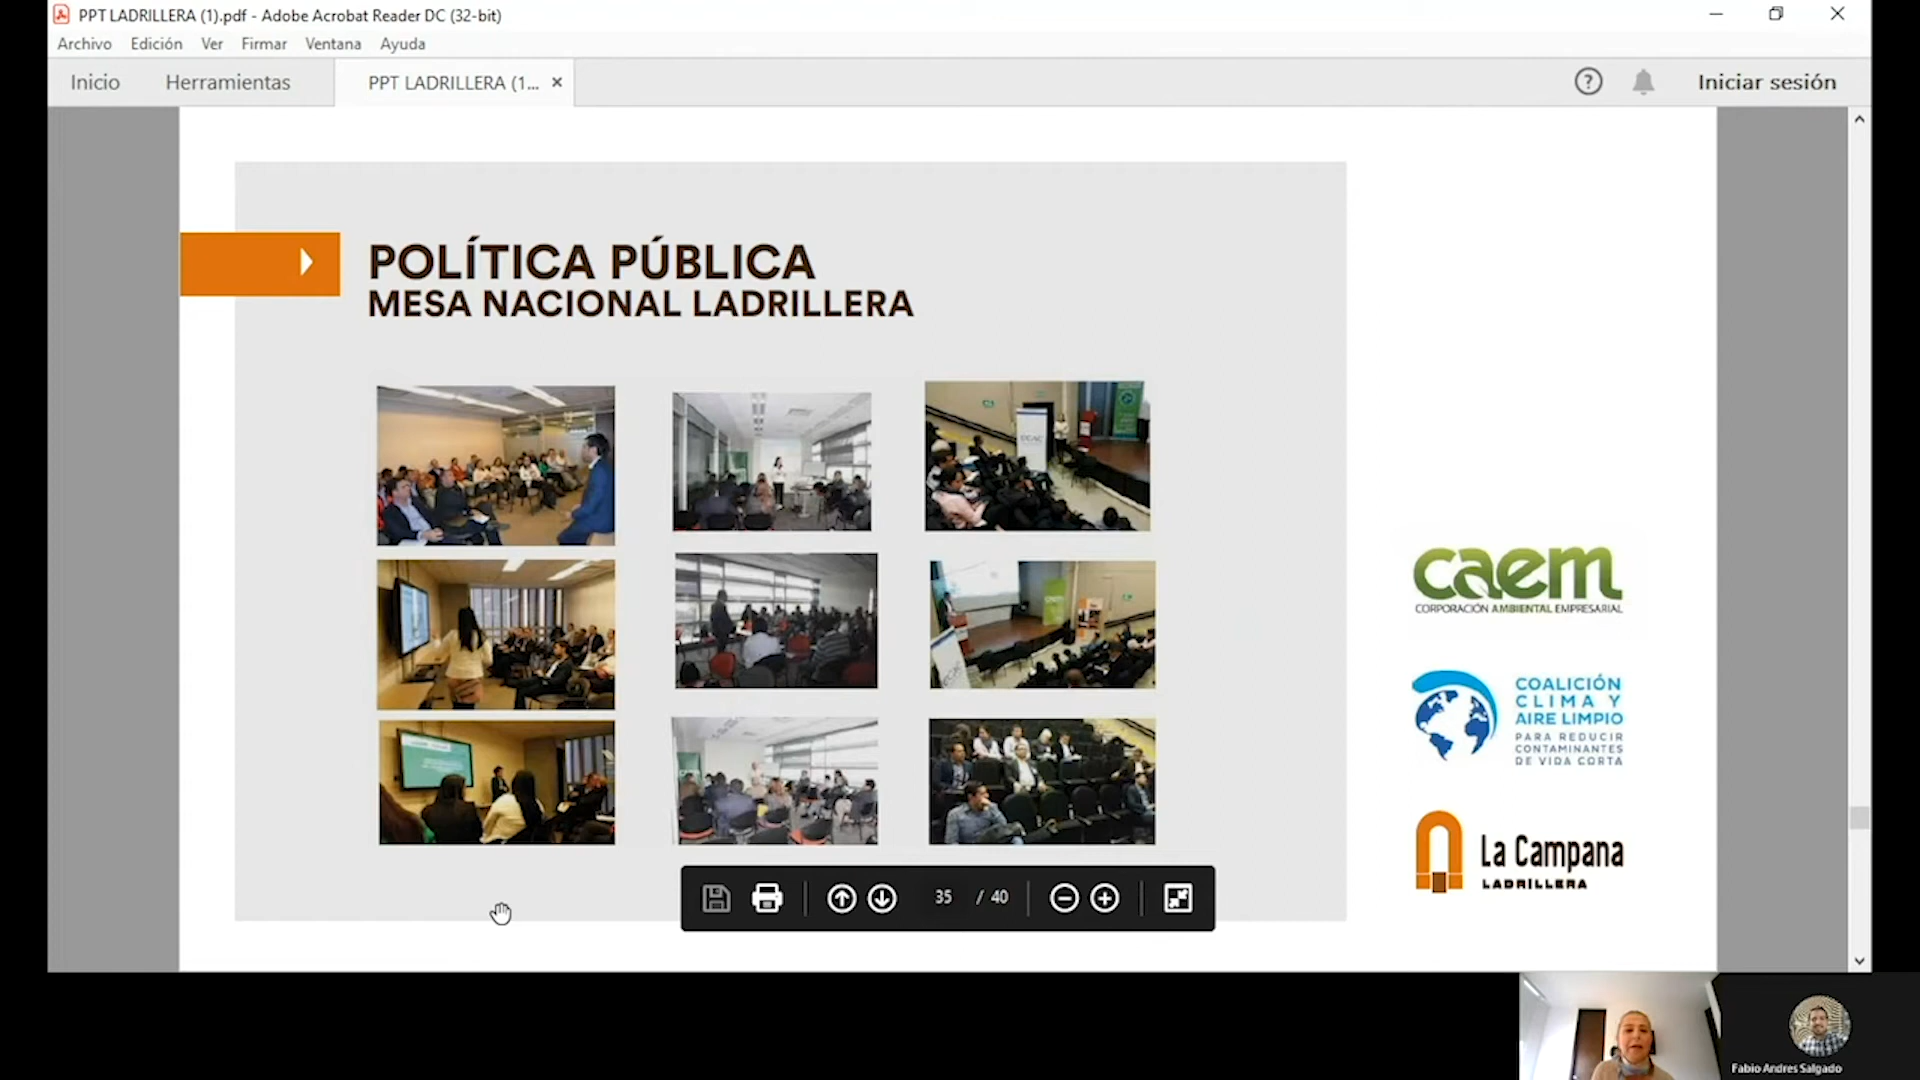 PPT LADRILLERA (1).pdf - Adobe Acrobat Reader DC (32-bit)
Archivo Edición Ver Firmar Ventana Ayuda
Inicio Herramientas PPT LADRILLERA (1... × Iniciar sesión
POLÍTICA PÚBLICA
MESA NACIONAL LADRILLERA
caem
CORPORACIÓN AMBIENTAL EMPRESARIAL
COALICIÓN
CLIMA Y
AIRE LIMPIO
PARA REDUCIR
CONTAMINANTES
DE VIDA CORTA
La Campana
LADRILLERA
35 / 40
Fabio Andres Salgado